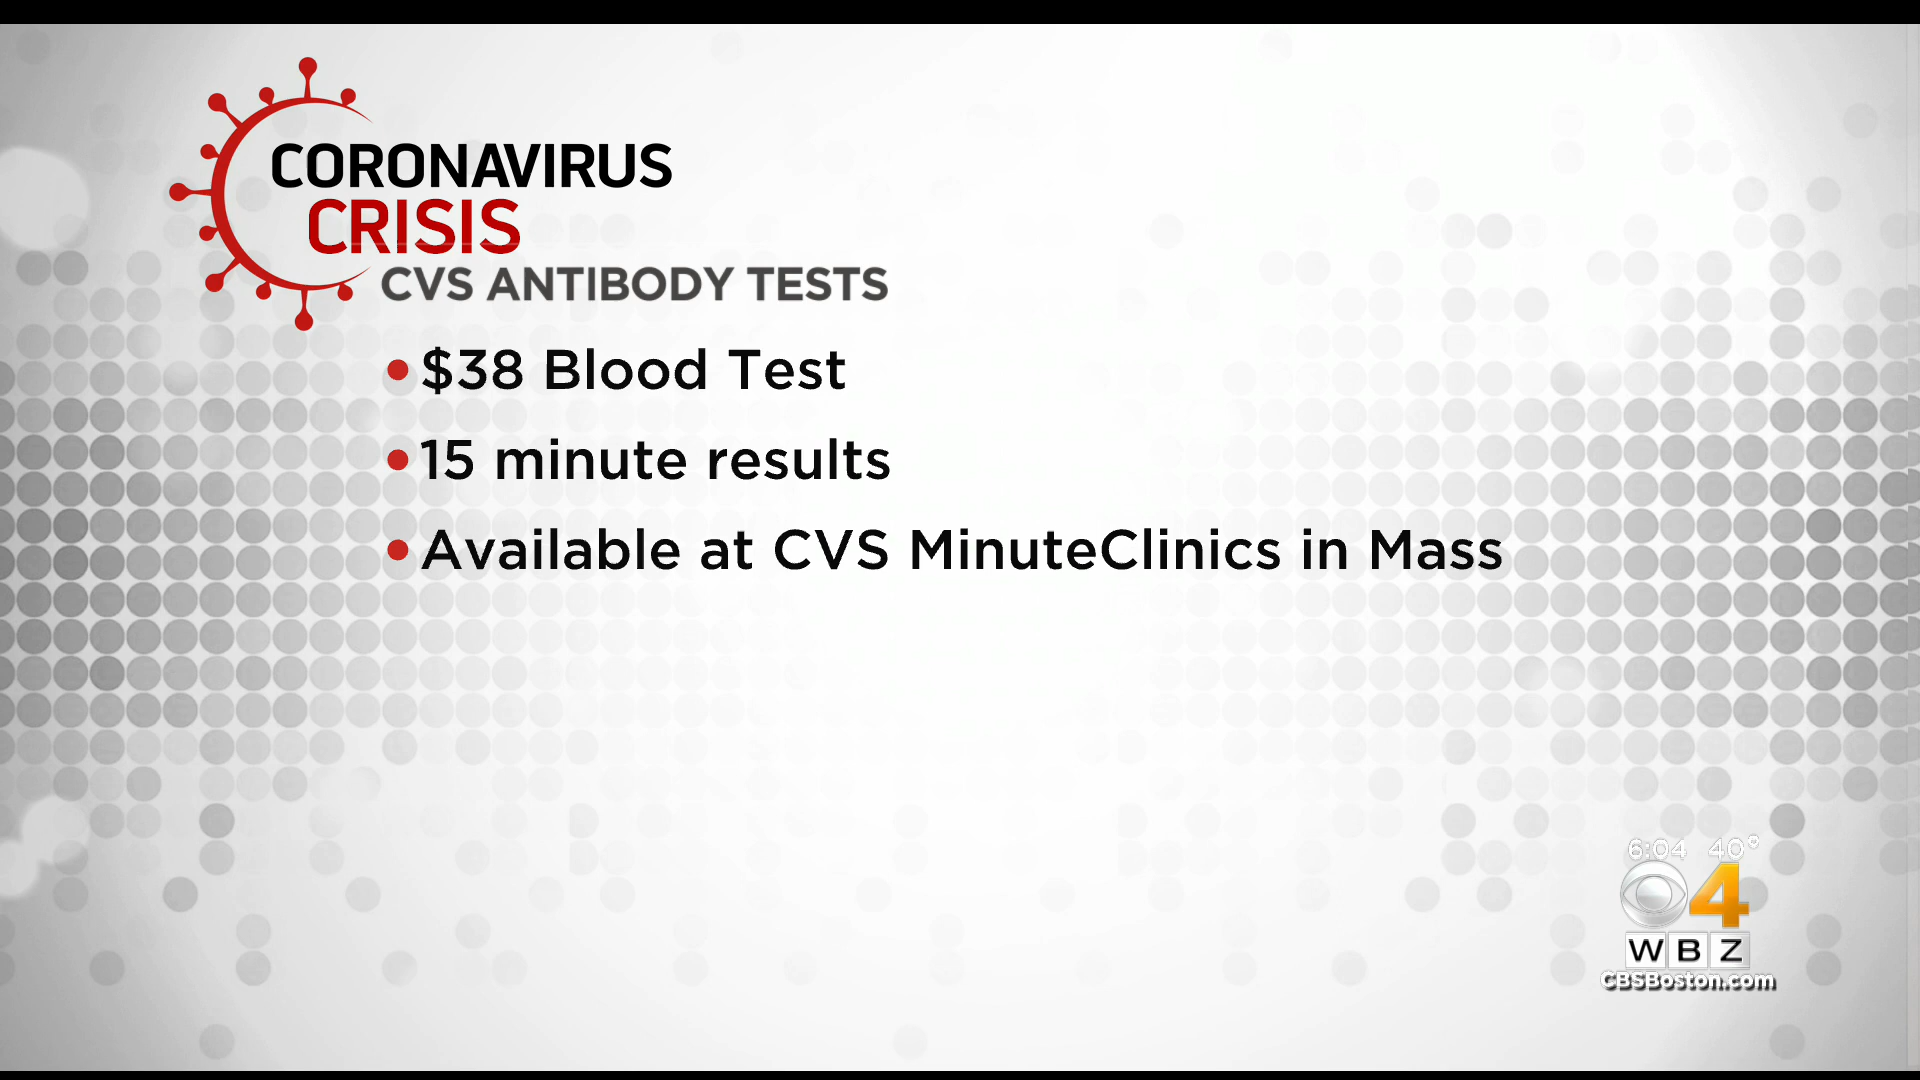 CORONAVIRUS
CRISIS
CVS ANTIBODY TESTS
• $38 Blood Test
• 15 minute results
• Available at CVS MinuteClinics in Mass
6:04 40°
4
WBZ
CBSBoston.com